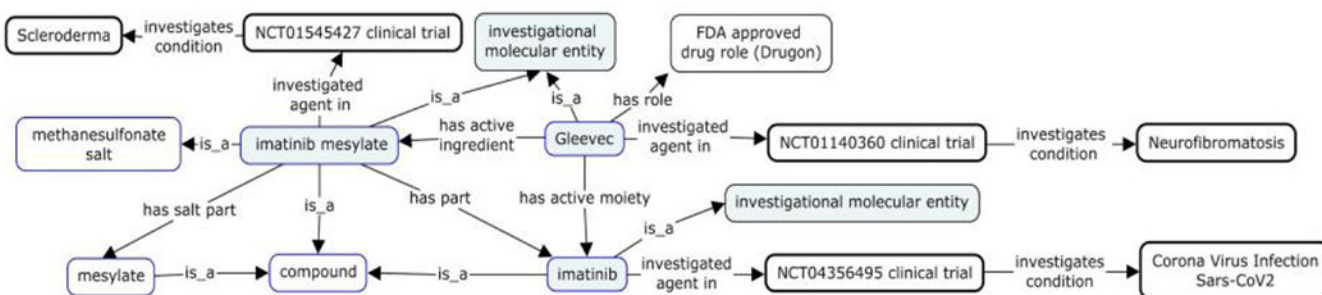 Scleroderma
investigates
condition
NCT01545427 clinical trial
investigational
molecular entity
FDA approved
drug role (Drugon)
investigated
agent in
is_a
is_a
has role
methanesulfonate
salt
is_a
imatinib mesylate
has active
ingredient
Gleevec
investigated
agent in
NCT01140360 clinical trial
investigates
condition
Neurofibromatosis
has salt part
is_a
has part
has active moiety
investigational molecular entity
is_a
mesylate
is_a
compound
is_a
imatinib
investigated
agent in
NCT04356495 clinical trial
investigates
condition
Corona Virus Infection
Sars-CoV2